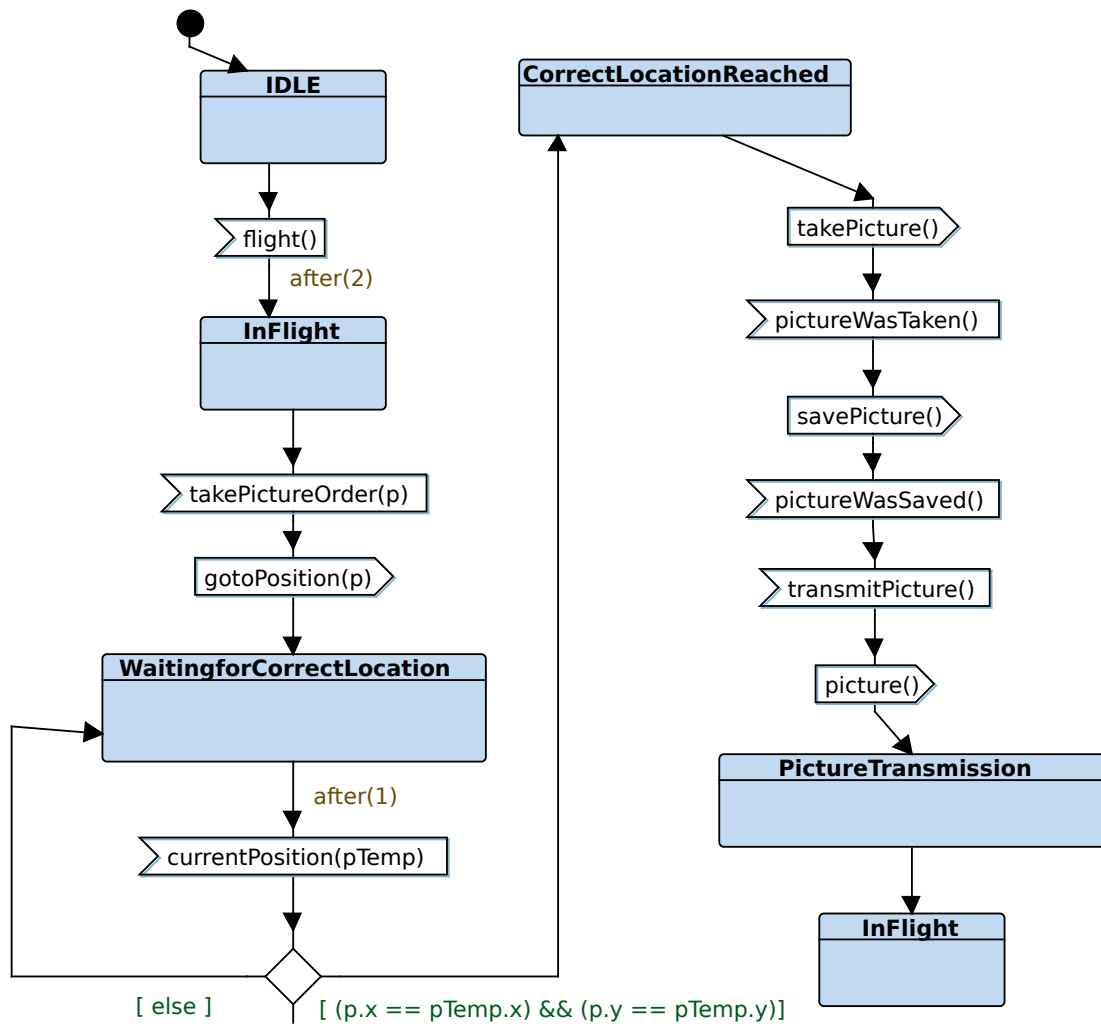 IDLE
flight()
after(2)
InFlight
takePictureOrder(p)
gotoPosition(p)
WaitingforCorrectLocation
after(1)
currentPosition(pTemp)
[ else ]
[ (p.x == pTemp.x) && (p.y == pTemp.y)]
CorrectLocationReached
takePicture()
pictureWasTaken()
savePicture()
pictureWasSaved()
transmitPicture()
picture()
PictureTransmission
InFlight